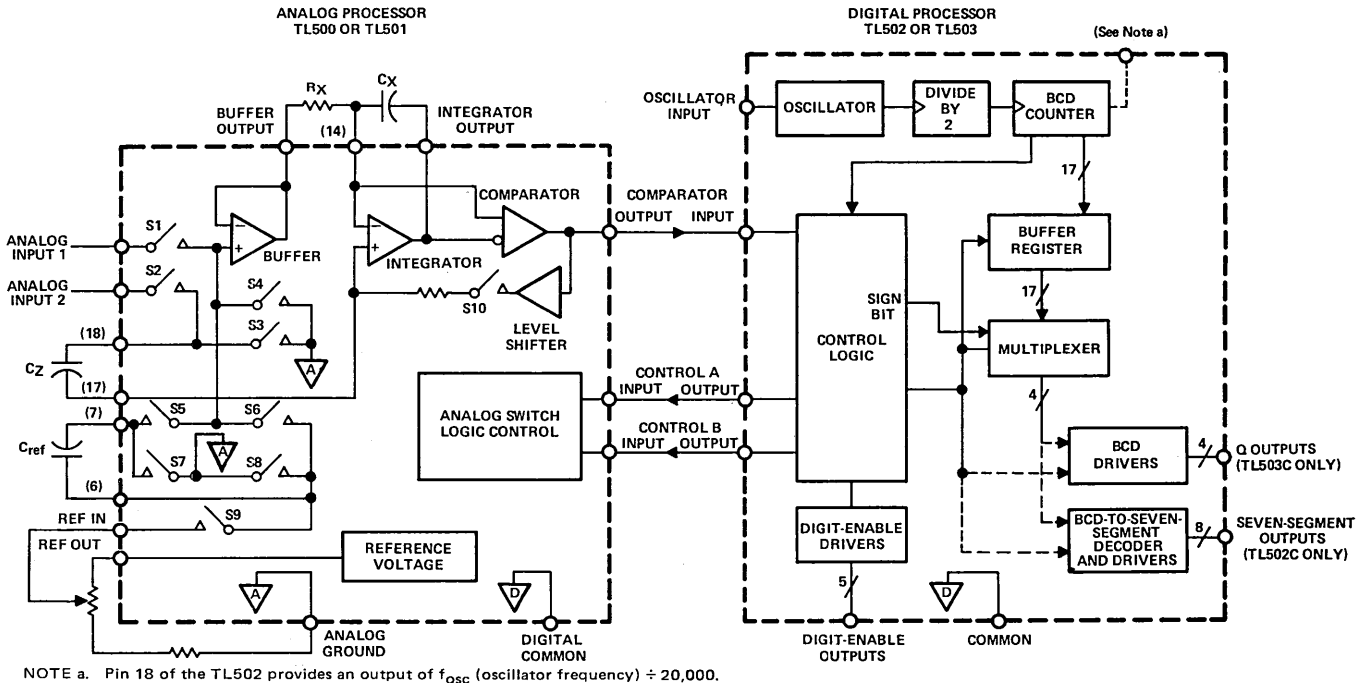 ANALOG PROCESSOR
TL500 OR TL501
DIGITAL PROCESSOR
TL502 OR TL503
(See Note a)
RX
CX
BUFFER
OUTPUT
(14)
INTEGRATOR
OUTPUT
OSCILLATOR
INPUT
OSCILLATOR
DIVIDE
BY
2
BCD
COUNTER
17
COMPARATOR
COMPARATOR
OUTPUT INPUT
ANALOG
INPUT 1
S1
−
+
BUFFER
−
+
INTEGRATOR
BUFFER
REGISTER
ANALOG
INPUT 2
S2
S4
S10
LEVEL
SHIFTER
S3
A
(18)
CZ
(17)
17
SIGN
BIT
CONTROL
LOGIC
MULTIPLEXER
4
CONTROL A
INPUT OUTPUT
ANALOG SWITCH
LOGIC CONTROL
CONTROL B
INPUT OUTPUT
(7)
S5
S6
Cref
A
S7
S8
(6)
BCD
DRIVERS
4
Q OUTPUTS
(TL503C ONLY)
REF IN
S9
REF OUT
REFERENCE
VOLTAGE
DIGIT-ENABLE
DRIVERS
BCD-TO-SEVEN-
SEGMENT
DECODER
AND DRIVERS
8
SEVEN-SEGMENT
OUTPUTS
(TL502C ONLY)
A
D
5
D
ANALOG
GROUND
DIGITAL
COMMON
DIGIT-ENABLE
OUTPUTS
COMMON
NOTE a. Pin 18 of the TL502 provides an output of fosc (oscillator frequency) ÷ 20,000.